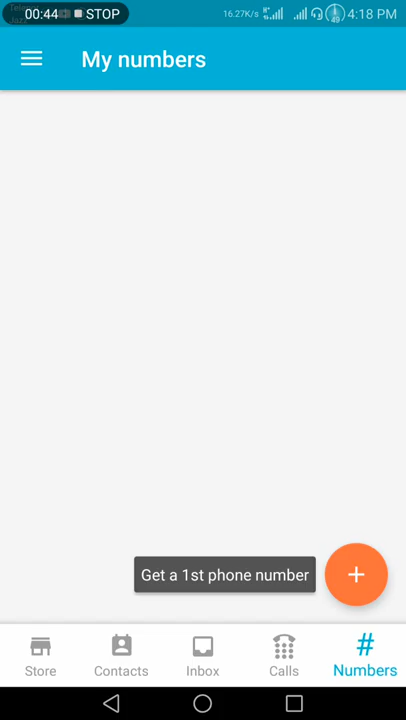 00:44 STOP
16.27K/s
49
4:18 PM
My numbers
Get a 1st phone number
Store
Contacts
Inbox
Calls
Numbers